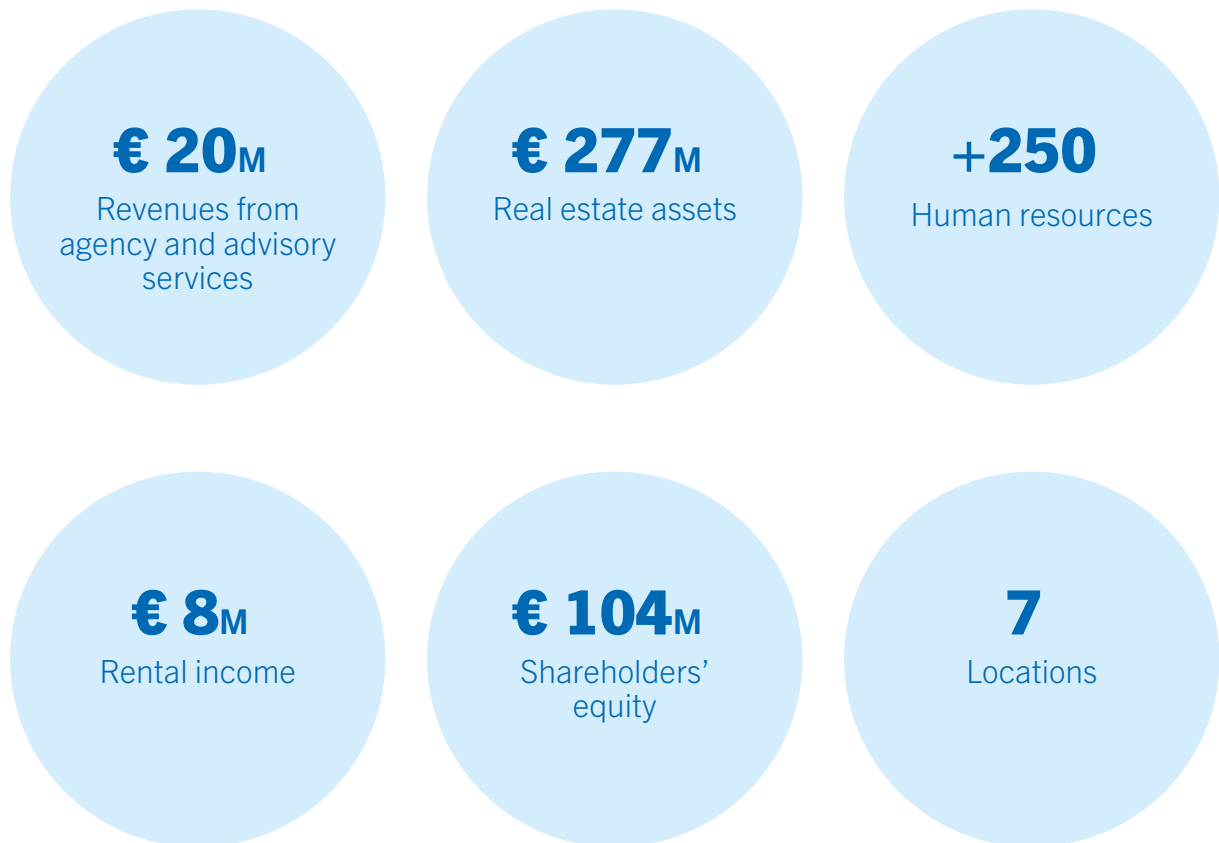 € 20M
Revenues from
agency and advisory
services
€ 277M
Real estate assets
+250
Human resources
€ 8M
Rental income
€ 104M
Shareholders’
equity
7
Locations